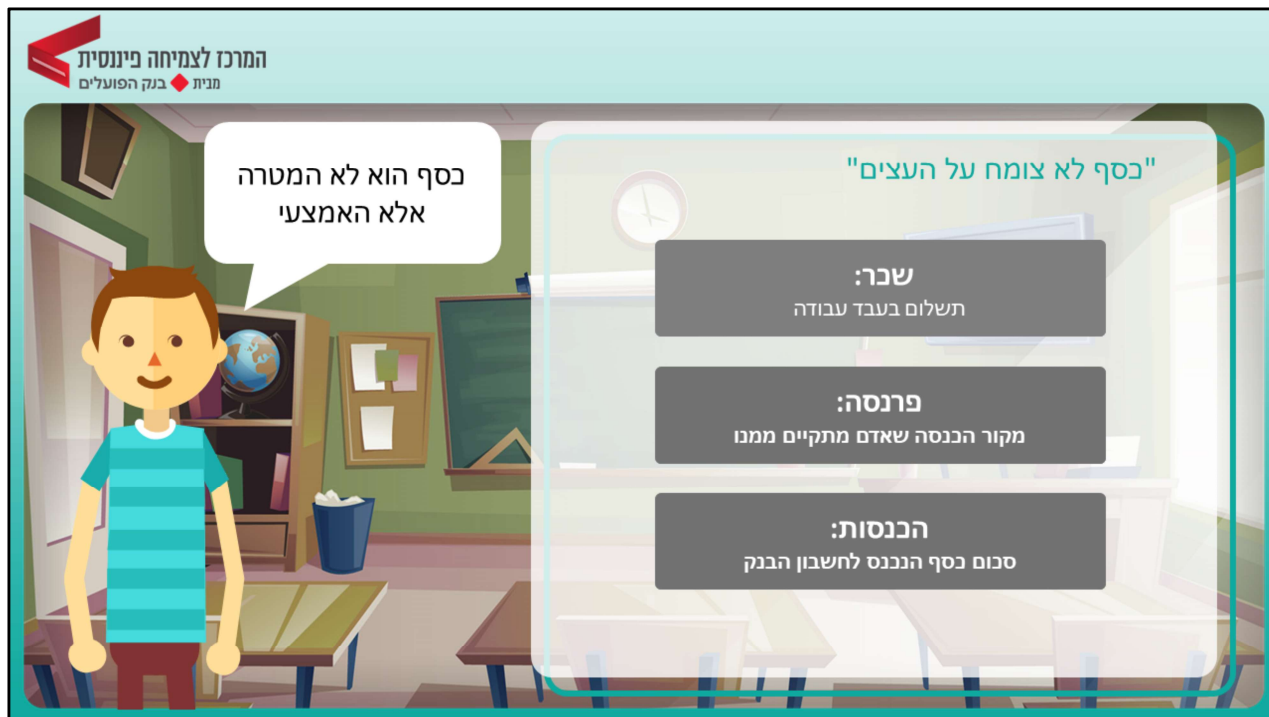 המרכז לצמיחה פיננסית
מבית בנק הפועלים
"כסף לא צומח על העצים"
כסף הוא לא המטרה
אלא האמצעי
שכר:
תשלום בעבד עבודה
פרנסה:
מקור הכנסה שאדם מתקיים ממנו
הכנסות:
סכום כסף הנכנס לחשבון הבנק